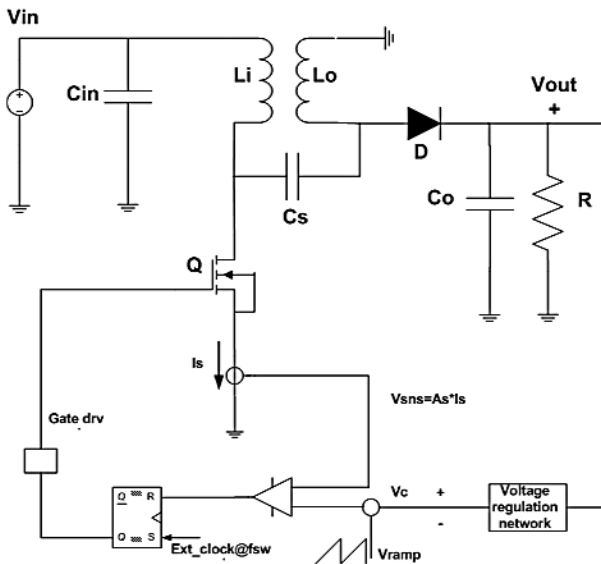 Vin
+
−
Cin
Li
Lo
Cs
D
Vout
+
Co
R
Q
Is
Vsns=As*Is
Gate drv
Q
R
Q
S
Ext_clock@fsw
Vc
+
-
Vramp
Voltage
regulation
network